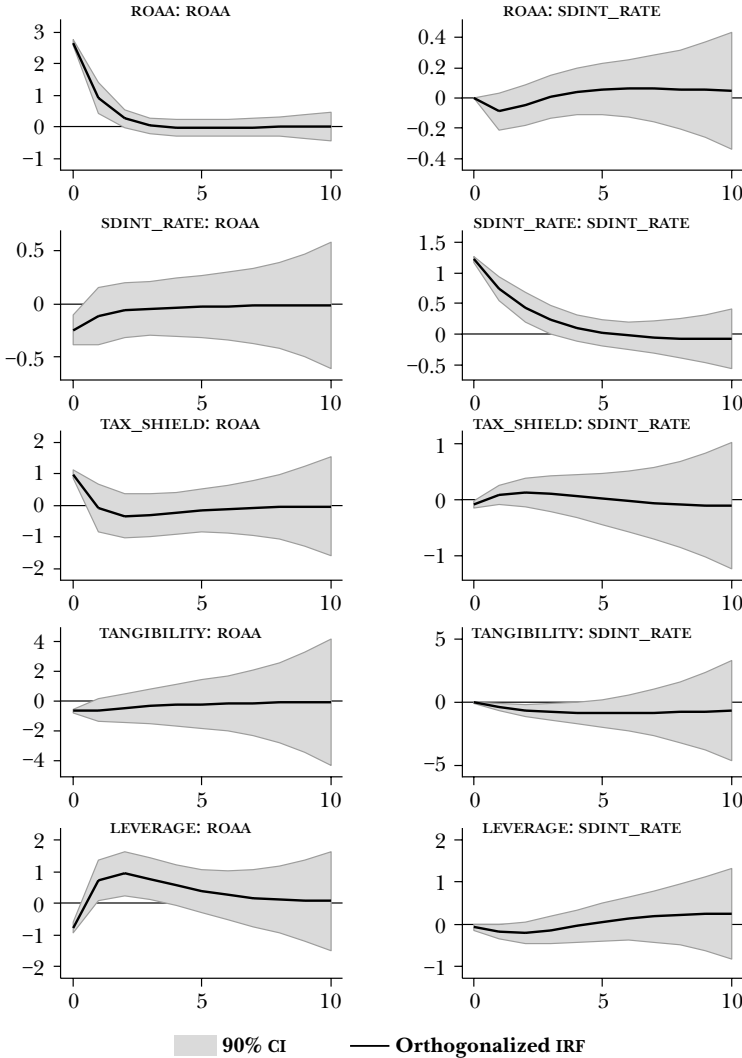 ROAA: ROAA
3
2
1
0
−1
0 5 10
ROAA: SDINT_RATE
0.4
0.2
0
−0.2
−0.4
0 5 10
SDINT_RATE: ROAA
0.5
0
−0.5
0 5 10
SDINT_RATE: SDINT_RATE
1.5
1
0.5
0
−0.5
0 5 10
TAX_SHIELD: ROAA
2
1
0
−1
−2
0 5 10
TAX_SHIELD: SDINT_RATE
1
0
−1
0 5 10
TANGIBILITY: ROAA
4
2
0
−2
−4
0 5 10
TANGIBILITY: SDINT_RATE
5
0
−5
0 5 10
LEVERAGE: ROAA
2
1
0
−1
−2
0 5 10
LEVERAGE: SDINT_RATE
2
1
0
−1
0 5 10
90% CI Orthogonalized IRF